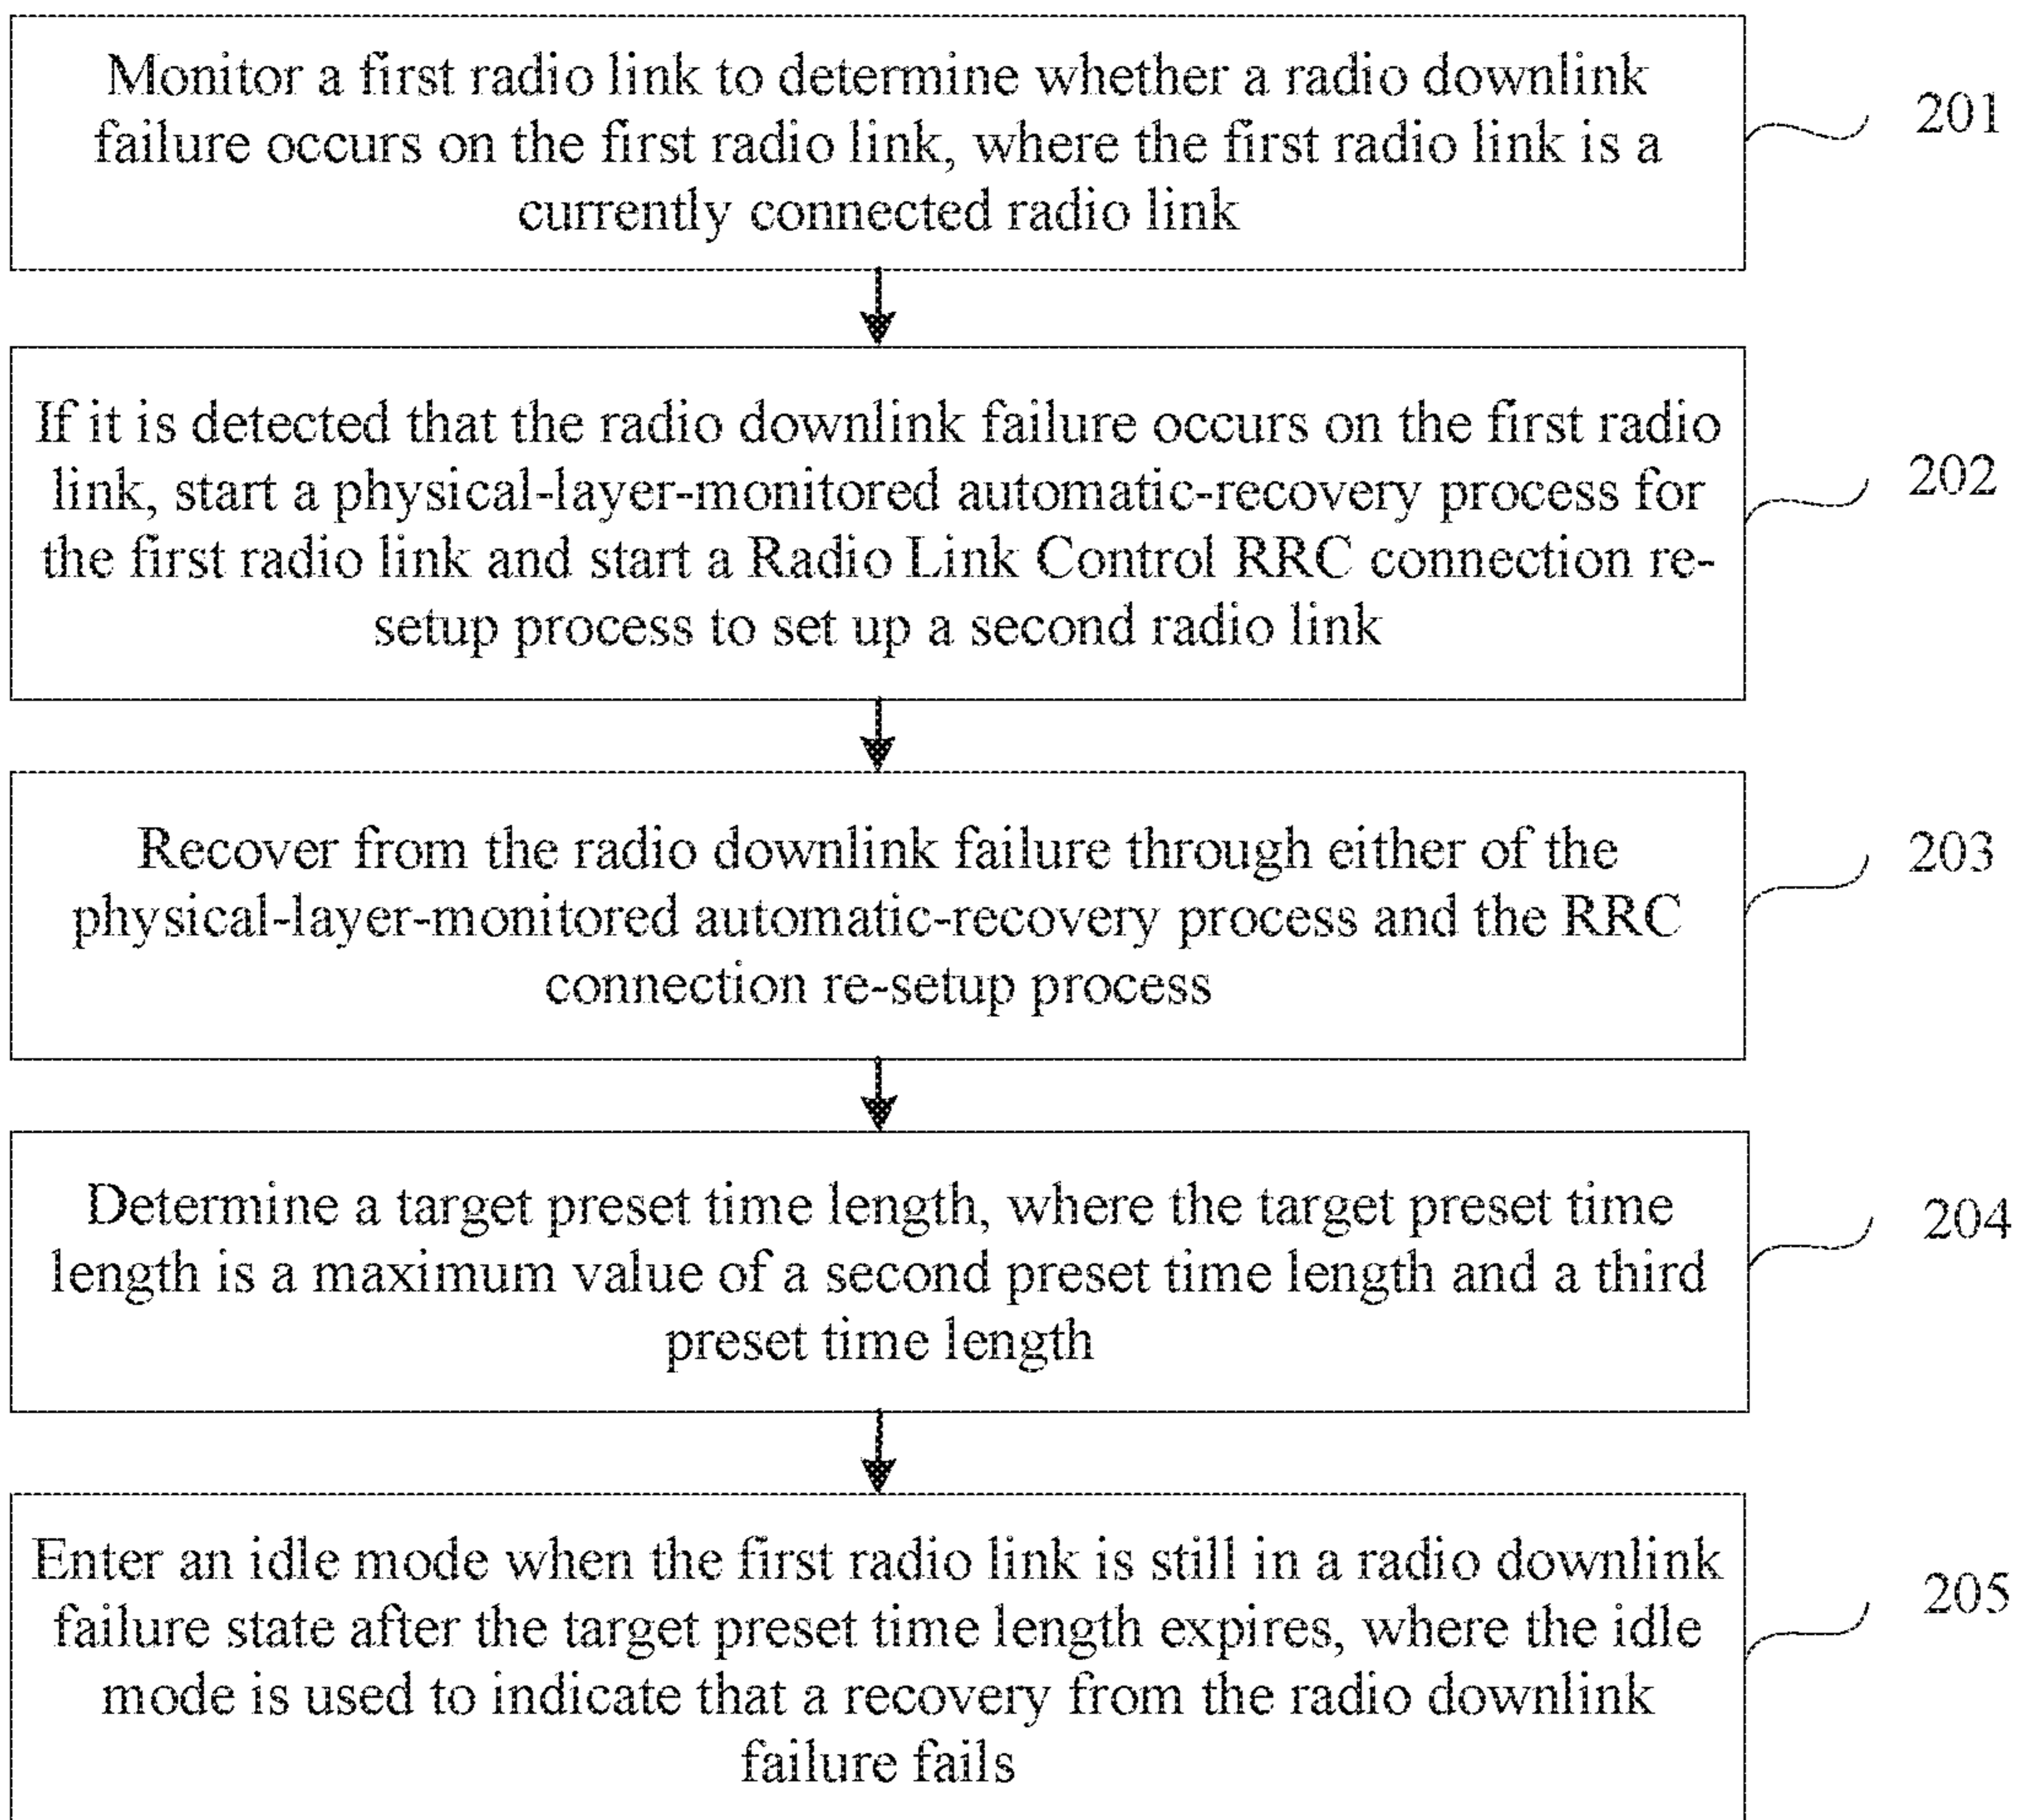 Monitor a first radio link to determine whether a radio downlink
failure occurs on the first radio link, where the first radio link is a
currently connected radio link
201
If it is detected that the radio downlink failure occurs on the first radio
link, start a physical-layer-monitored automatic-recovery process for
the first radio link and start a Radio Link Control RRC connection re-
setup process to set up a second radio link
202
Recover from the radio downlink failure through either of the
physical-layer-monitored automatic-recovery process and the RRC
connection re-setup process
203
Determine a target preset time length, where the target preset time
length is a maximum value of a second preset time length and a third
preset time length
204
Enter an idle mode when the first radio link is still in a radio downlink
failure state after the target preset time length expires, where the idle
mode is used to indicate that a recovery from the radio downlink
failure fails
205